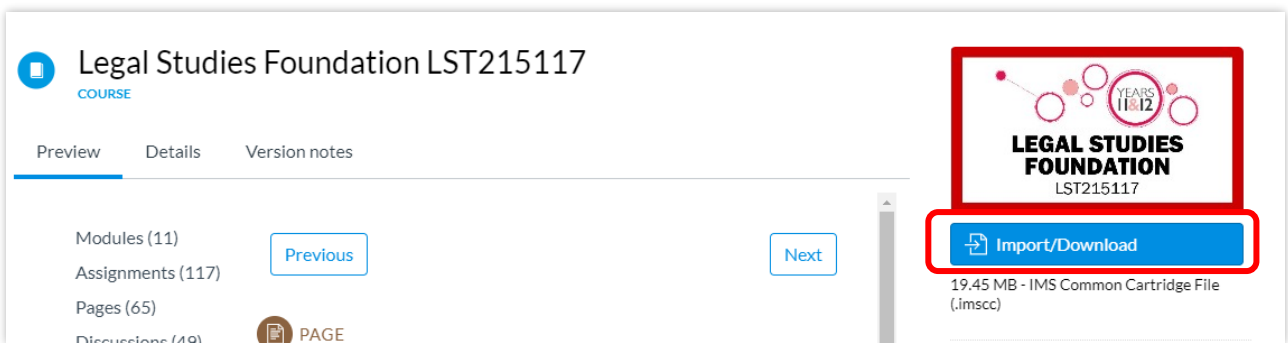 Legal Studies Foundation LST215117
COURSE
Preview Details Version notes
Modules (11)
Assignments (117)
Pages (65)
Discussions (49)
Previous
Next
PAGE
YEARS
11&12
LEGAL STUDIES
FOUNDATION
LST215117
Import/Download
19.45 MB - IMS Common Cartridge File
(.imscc)